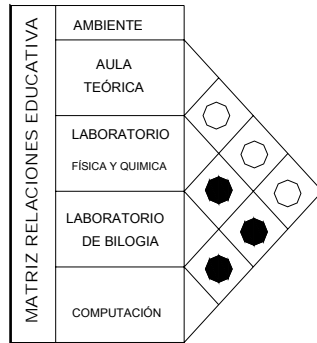 MATRIZ RELACIONES EDUCATIVA
AMBIENTE
AULA
TEÓRICA
LABORATORIO
FÍSICA Y QUIMICA
LABORATORIO
DE BILOGIA
COMPUTACIÓN